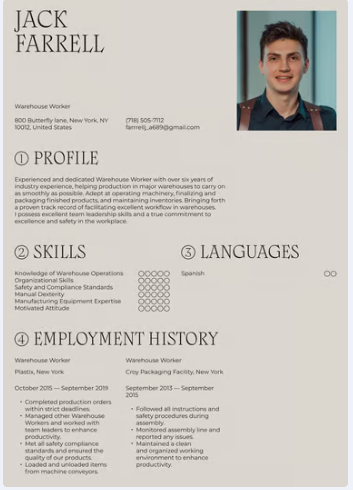 JACK
FARRELL
Warehouse Worker
800 Butterfly lane, New York. NY
10012, United States
(718) 505-7112
farrellj_a689@gmail.com
① PROFILE
Experienced and dedicated Warehouse Worker with over six years of
industry experience, helping production in major warehouses to carry on
as smoothly as possible. Operating machinery, finalizing and
packaging finished products, and maintaining inventories. Bringing forth
a proven track record of facilitating excellent workflow in warehouses.
I possess excellent team leadership skills and a true commitment to
excellence and safety in the workplace.
② SKILLS
Knowledge of Warehouse Operations
Organizational Skills
Safety and Compliance Standards
Manual Dexterity
Manufacturing Equipment Expertise
Motivated Attitude
③ LANGUAGES
Spanish
④ EMPLOYMENT HISTORY
Warehouse Worker
Plastix, New York
October 2015 — September 2019
• Completed production orders
within strict deadlines.
• Managed other Warehouse
Workers and worked with
team leaders to enhance
productivity.
• Met all safety compliance
standards and ensured the
quality of our products.
• Loaded and unloaded items
from machine conveyors.
Warehouse Worker
Croy Packaging Facility, New York
September 2013 — September
2015
• Followed all instructions and
safety procedures during
assembly.
• Monitored assembly line and
reported any issues.
• Maintained a clean
and organized working
environment to enhance
productivity.